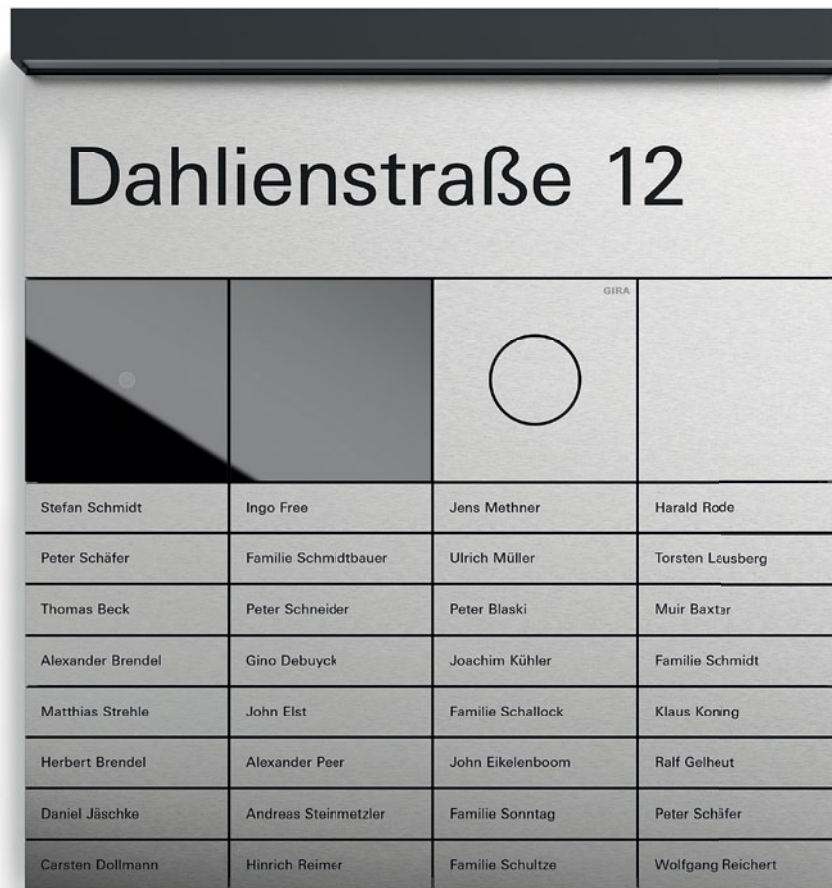 Dahlienstraße 12
GIRA
Stefan Schmidt Ingo Free Jens Methner Harald Rode
Peter Schäfer Familie Schmidtbauer Ulrich Müller Torsten Lausberg
Thomas Beck Peter Schneider Peter Blaski Muir Baxter
Alexander Brendel Gino Debuyck Joachim Kühler Familie Schmidt
Matthias Strehle John Elst Familie Schallock Klaus Koning
Herbert Brendel Alexander Peer John Eikelenboom Ralf Gelheut
Daniel Jäschke Andreas Steinmetzler Familie Sonntag Peter Schäfer
Carsten Dollmann Hinrich Reimer Familie Schultze Wolfgang Reichert